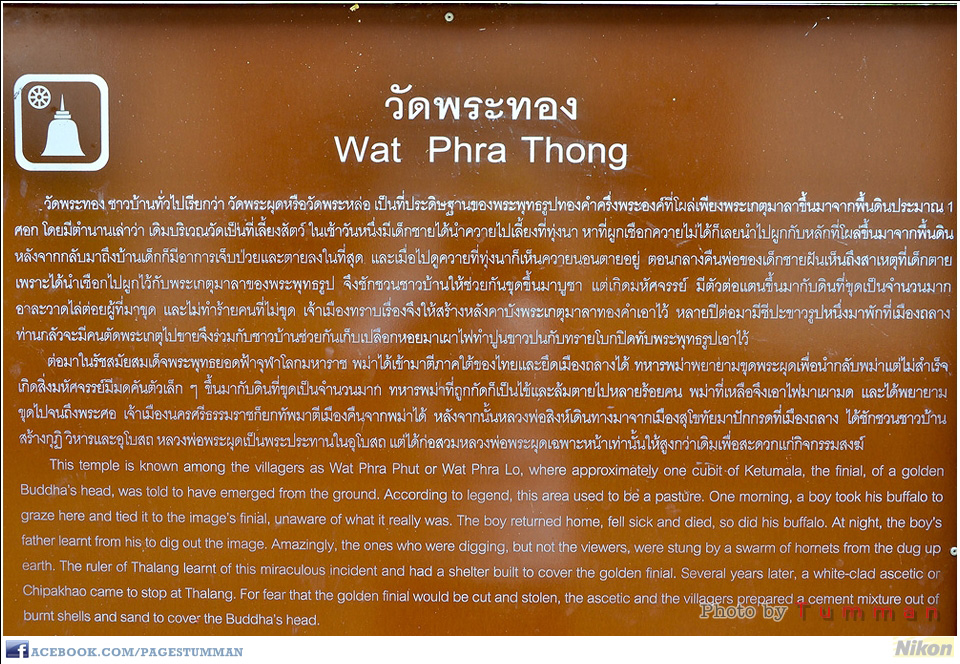 วัดพระทอง
Wat Phra Thong
วัดพระทอง ชาวบ้านทั่วไปเรียกว่า วัดพระผุดหรือวัดพระหล่อ เป็นที่ประดิษฐานของพระพุทธรูปทองคำครึ่งพระองค์ที่โผล่เพียงพระเกตุมาลาขึ้นมาจากพื้นดินประมาณ 1
ศอก โดยมีตำนานเล่าว่า เดิมบริเวณวัดเป็นที่เลี้ยงสัตว์ ในเช้าวันหนึ่งมีเด็กชายได้นำควายไปเลี้ยงที่ทุ่งนา หาที่ผูกเชือกควายไม่ได้ก็เลยนำไปผูกกับหลักที่โผล่ขึ้นมาจากพื้นดิน
หลังจากกลับมาถึงบ้านเด็กก็มีอาการเจ็บป่วยและตายลงในที่สุด และเมื่อไปดูควายที่ทุ่งนาก็เห็นควายนอนตายอยู่ ตอนกลางคืนพ่อของเด็กชายฝันเห็นถึงสาเหตุที่เด็กตาย
เพราะได้นำเชือกไปผูกไว้กับพระเกตุมาลาของพระพุทธรูป จึงชักชวนชาวบ้านให้ช่วยกันขุดขึ้นมาบูชา แต่เกิดมหัศจรรย์ มีตัวต่อแตนขึ้นมากับดินที่ขุดเป็นจำนวนมาก
อาละวาดไล่ต่อยผู้ที่มาขุด และไม่ทำร้ายคนที่ไม่ขุด เจ้าเมืองทราบเรื่องจึงให้สร้างหลังคาบังพระเกตุมาลาทองคำเอาไว้ หลายปีต่อมามีชีปะขาวรูปหนึ่งมาพักที่เมืองถลาง
ท่านกลัวจะมีคนตัดพระเกตุไปขายจึงร่วมกับชาวบ้านช่วยกันเก็บเปลือกหอยมาเผาไฟทำปูนขาวปนกับทรายโบกปิดทับพระพุทธรูปเอาไว้
ต่อมาในรัชสมัยสมเด็จพระพุทธยอดฟ้าจุฬาโลกมหาราช พม่าได้เข้ามาตีภาคใต้ของไทยและยึดเมืองถลางได้ ทหารพม่าพยายามขุดพระผุดเพื่อนำกลับพม่าแต่ไม่สำเร็จ
เกิดสิ่งมหัศจรรย์มีมดคันตัวเล็ก ๆ ขึ้นมากับดินที่ขุดเป็นจำนวนมาก ทหารพม่าที่ถูกกัดก็เป็นไข้และล้มตายไปหลายร้อยคน พม่าที่เหลือจึงเอาไฟมาเผามด และได้พยายาม
ขุดไปจนถึงพระศอ เจ้าเมืองนครศรีธรรมราชก็ยกทัพมาตีเมืองคืนจากพม่าได้ หลังจากนั้นหลวงพ่อสิงห์เดินทางมาจากเมืองสุโขทัยมาปักกรดที่เมืองถลาง ได้ชักชวนชาวบ้าน
สร้างกุฏิ วิหารและอุโบสถ หลวงพ่อพระผุดเป็นพระประทานในอุโบสถ แต่ได้ก่อสวมหลวงพ่อพระผุดเฉพาะหน้าเท่านั้นให้สูงกว่าเดิมเพื่อสะดวกแก่กิจกรรมสงฆ์
This temple is known among the villagers as Wat Phra Phut or Wat Phra Lo, where approximately one cubit of Ketumala, the finial, of a golden
Buddha's head, was told to have emerged from the ground. According to legend, this area used to be a pasture. One morning, a boy took his buffalo to
graze here and tied it to the image's finial, unaware of what it really was. The boy returned home, fell sick and died, so did his buffalo. At night, the boy's
father learnt from his to dig out the image. Amazingly, the ones who were digging, but not the viewers, were stung by a swarm of hornets from the dug up
earth. The ruler of Thalang learnt of this miraculous incident and had a shelter built to cover the golden finial. Several years later, a white-clad ascetic or
Chipakhao came to stop at Thalang. For fear that the golden finial would be cut and stolen, the ascetic and the villagers prepared a cement mixture out of
burnt shells and sand to cover the Buddha's head.
Photo by Tumman
FACEBOOK.COM/PAGESTUMMAN
Nikon